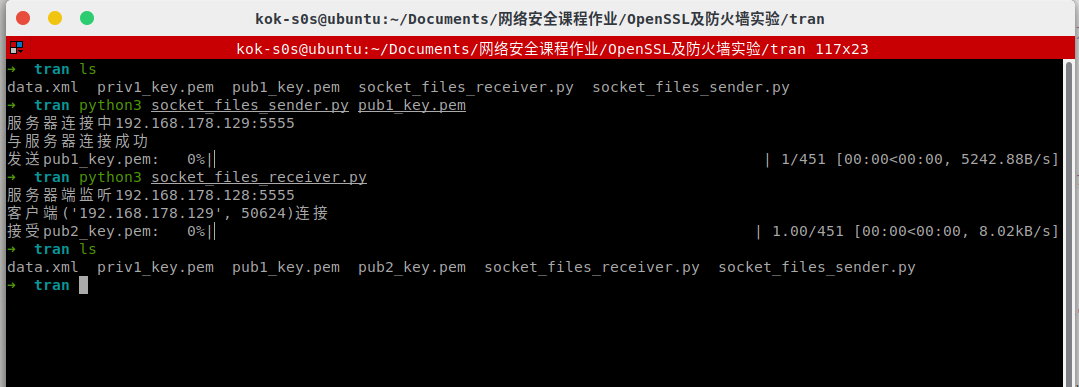 kok-s0s@ubuntu:~/Documents/网络安全课程作业/OpenSSL及防火墙实验/tran
kok-s0s@ubuntu:~/Documents/网络安全课程作业/OpenSSL及防火墙实验/tran 117x23
➜  tran ls
data.xml  priv1_key.pem  pub1_key.pem  socket_files_receiver.py  socket_files_sender.py
➜  tran python3 socket_files_sender.py pub1_key.pem
服务器连接中192.168.178.129:5555
与服务器连接成功
发送pub1_key.pem:   0%|                                                             | 1/451 [00:00<00:00, 5242.88B/s]
➜  tran python3 socket_files_receiver.py
服务器端监听192.168.178.128:5555
客户端('192.168.178.129', 50624)连接
接受pub2_key.pem:   0%|                                                            | 1.00/451 [00:00<00:00, 8.02kB/s]
➜  tran ls
data.xml  priv1_key.pem  pub1_key.pem  pub2_key.pem  socket_files_receiver.py  socket_files_sender.py
➜  tran